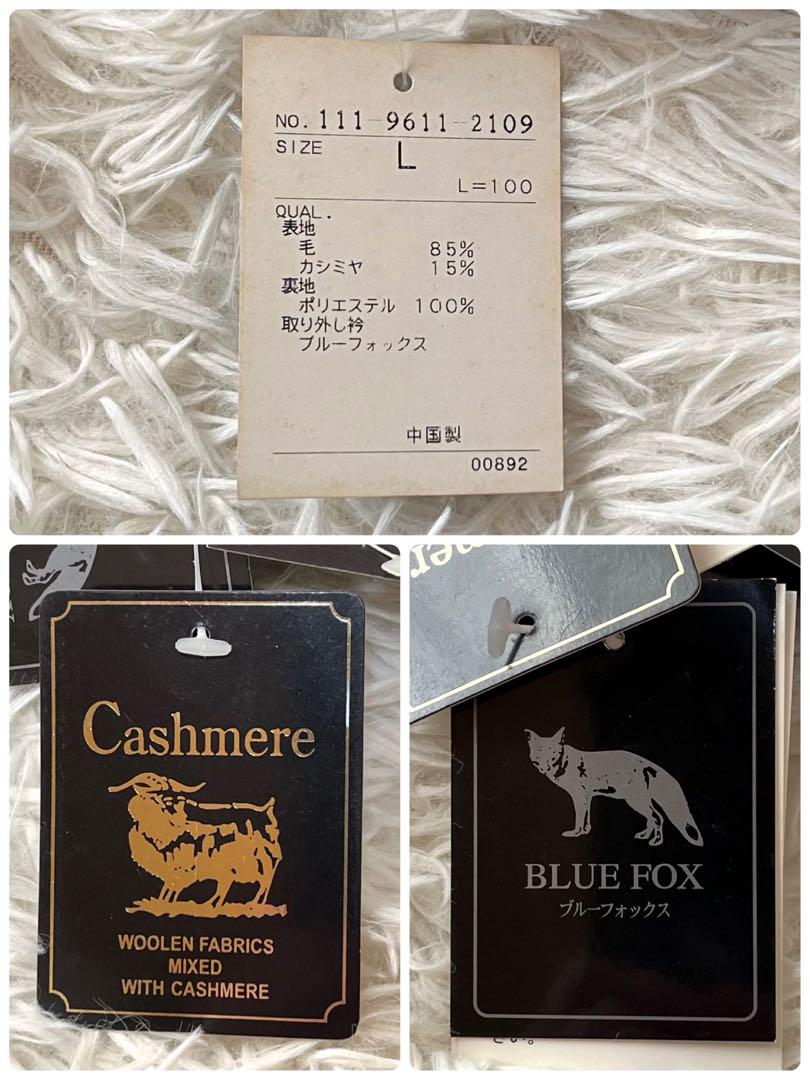 NO. 111-9611-2109
SIZE L
L=100
QUAL.
表地
毛 85%
カシミヤ 15%
裏地
ポリエステル 100%
取り外し衿
ブルーフォックス
中国製
00892
Cashmere
WOOLEN FABRICS
MIXED
WITH CASHMERE
BLUE FOX
ブルーフォックス